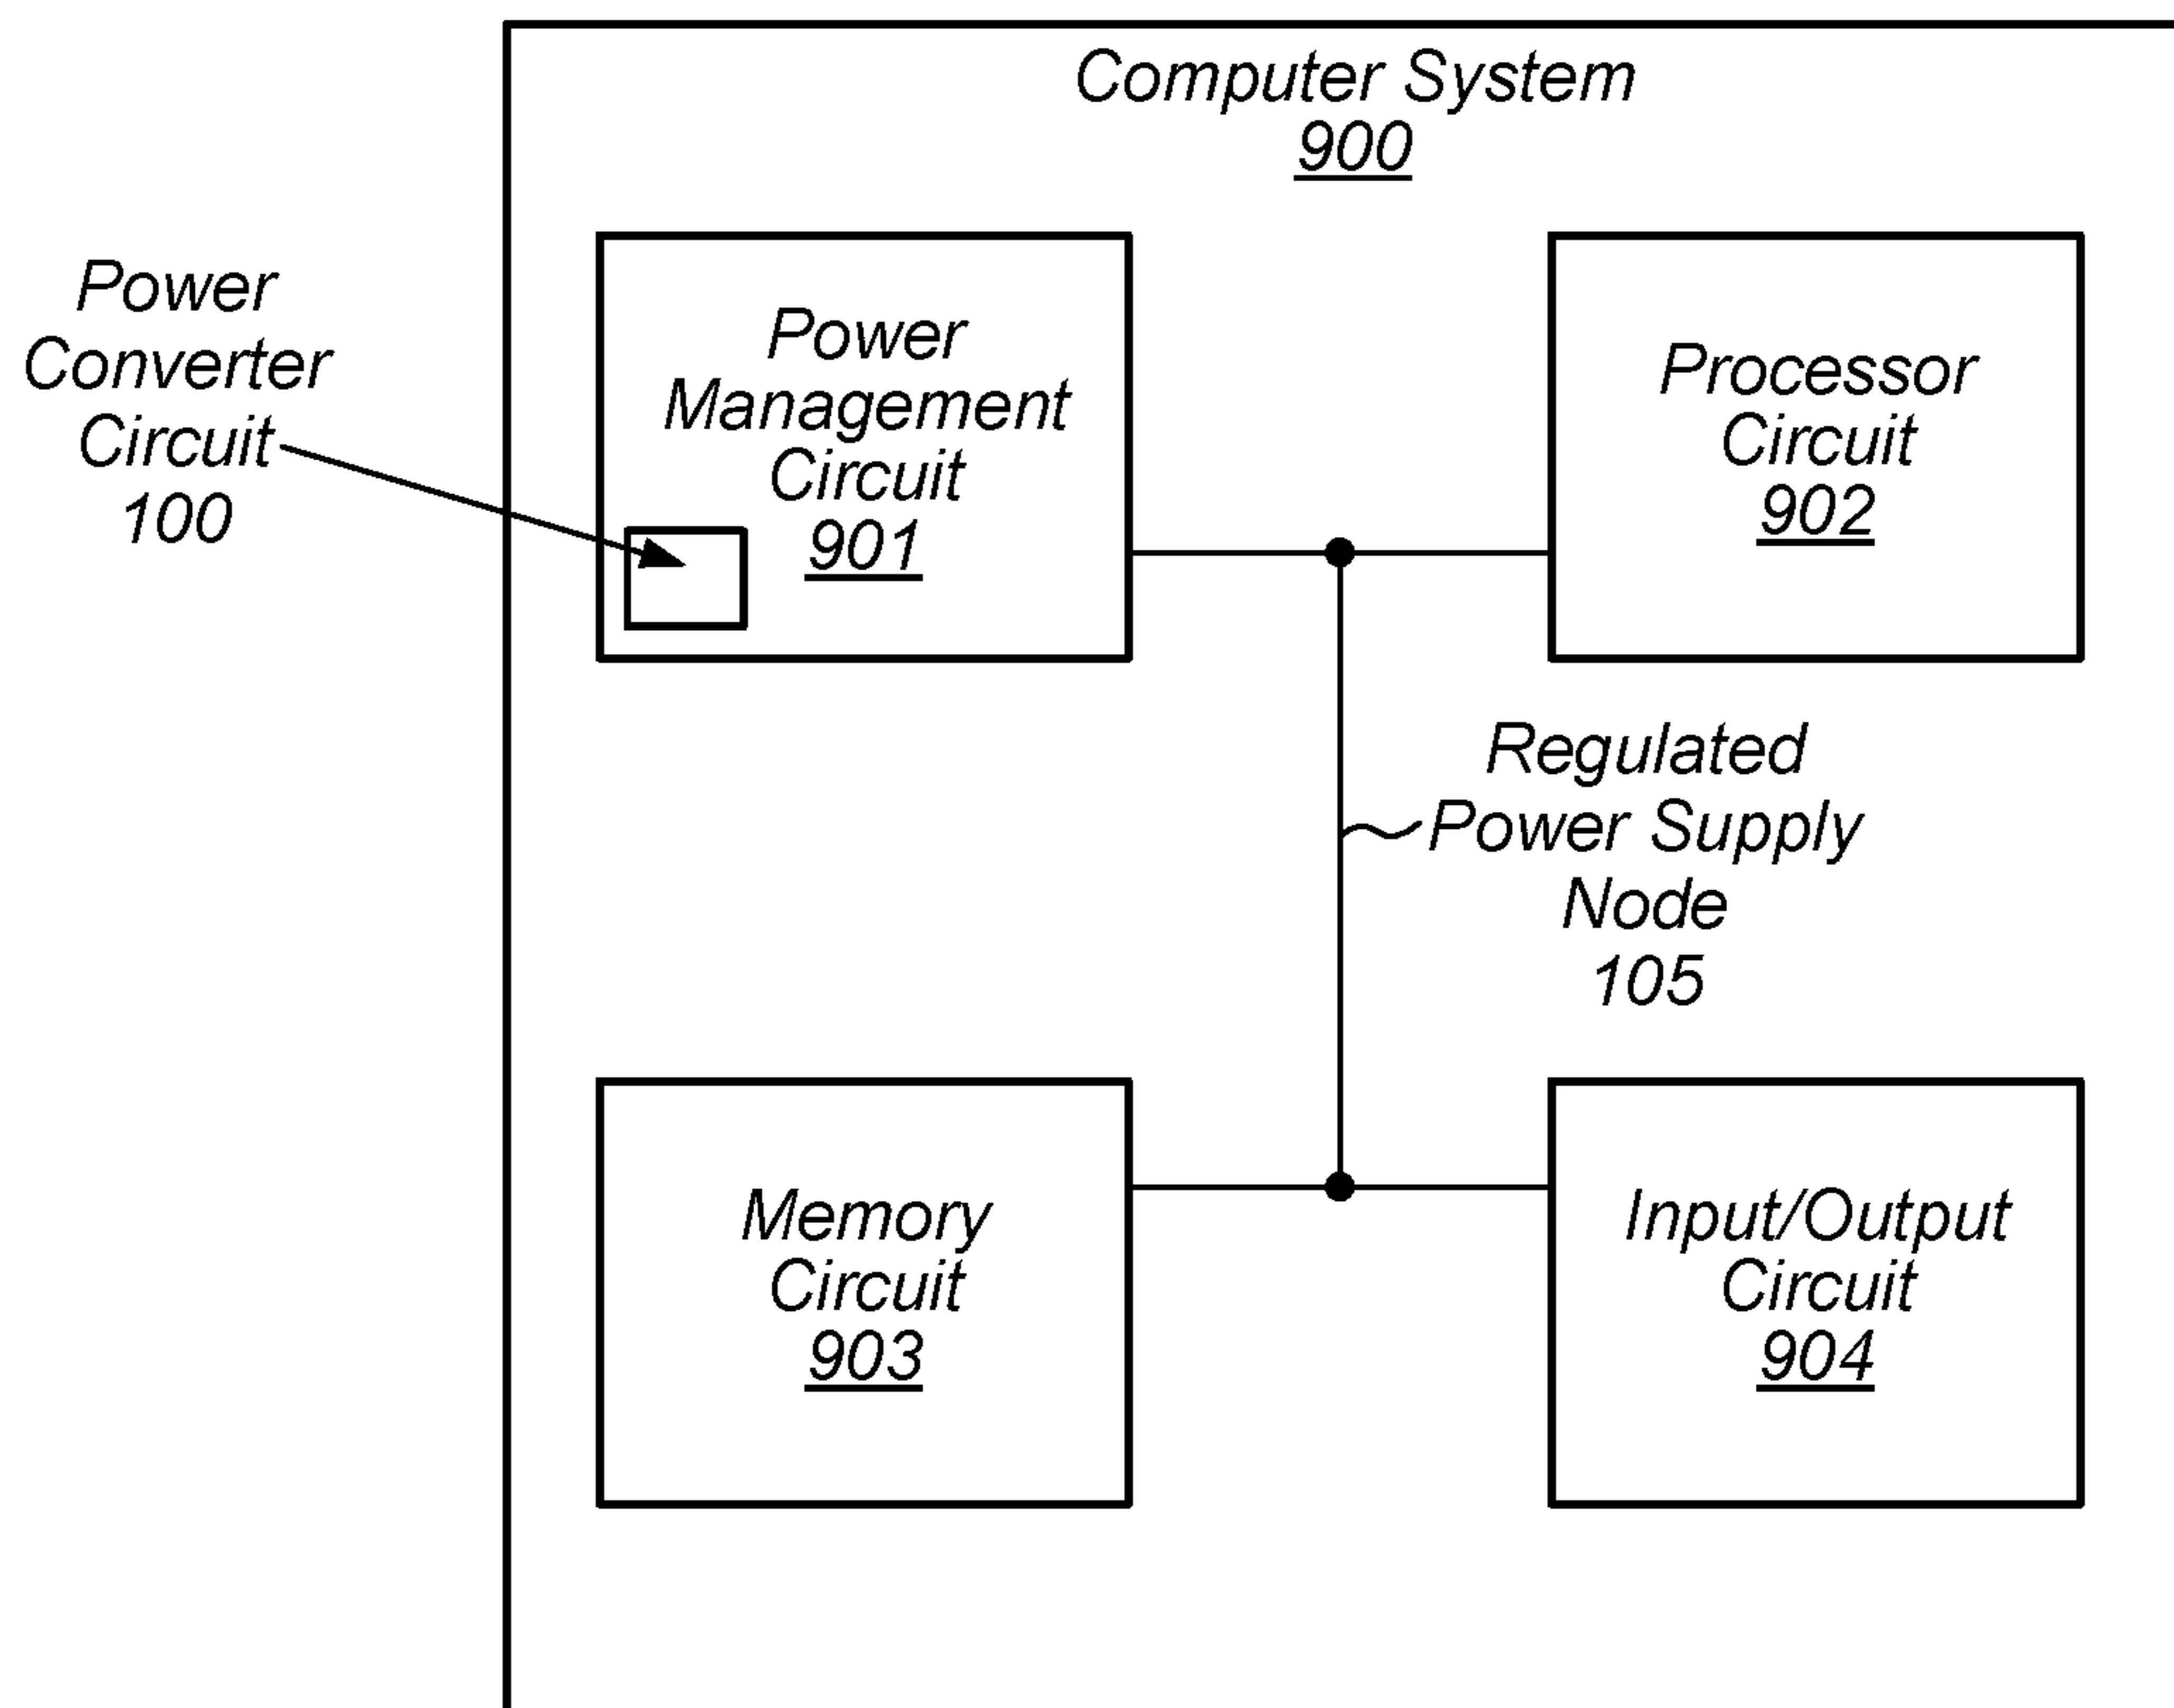 Computer System
900
Power
Converter
Circuit
100
Power
Management
Circuit
901
Processor
Circuit
902
Regulated
Power Supply
Node
105
Memory
Circuit
903
Input/Output
Circuit
904